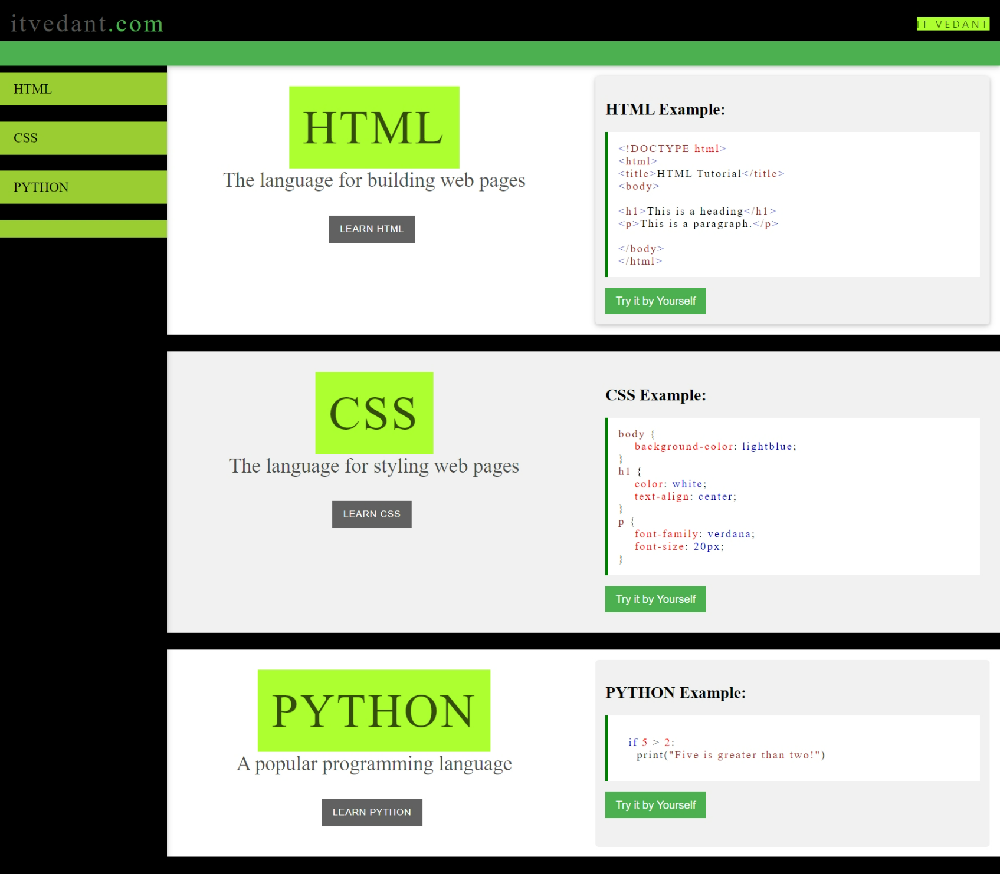 itvedant.com
IT VEDANT
HTML
CSS
PYTHON
HTML
The language for building web pages
LEARN HTML
HTML Example:
<!DOCTYPE html>
<html>
<title>HTML Tutorial</title>
<body>
<h1>This is a heading</h1>
<p>This is a paragraph.</p>
</body>
</html>
Try it by Yourself
CSS
The language for styling web pages
LEARN CSS
CSS Example:
body {
background-color: lightblue;
}
h1 {
color: white;
text-align: center;
}
p {
font-family: verdana;
font-size: 20px;
}
Try it by Yourself
PYTHON
A popular programming language
LEARN PYTHON
PYTHON Example:
if 5 > 2:
print("Five is greater than two!")
Try it by Yourself